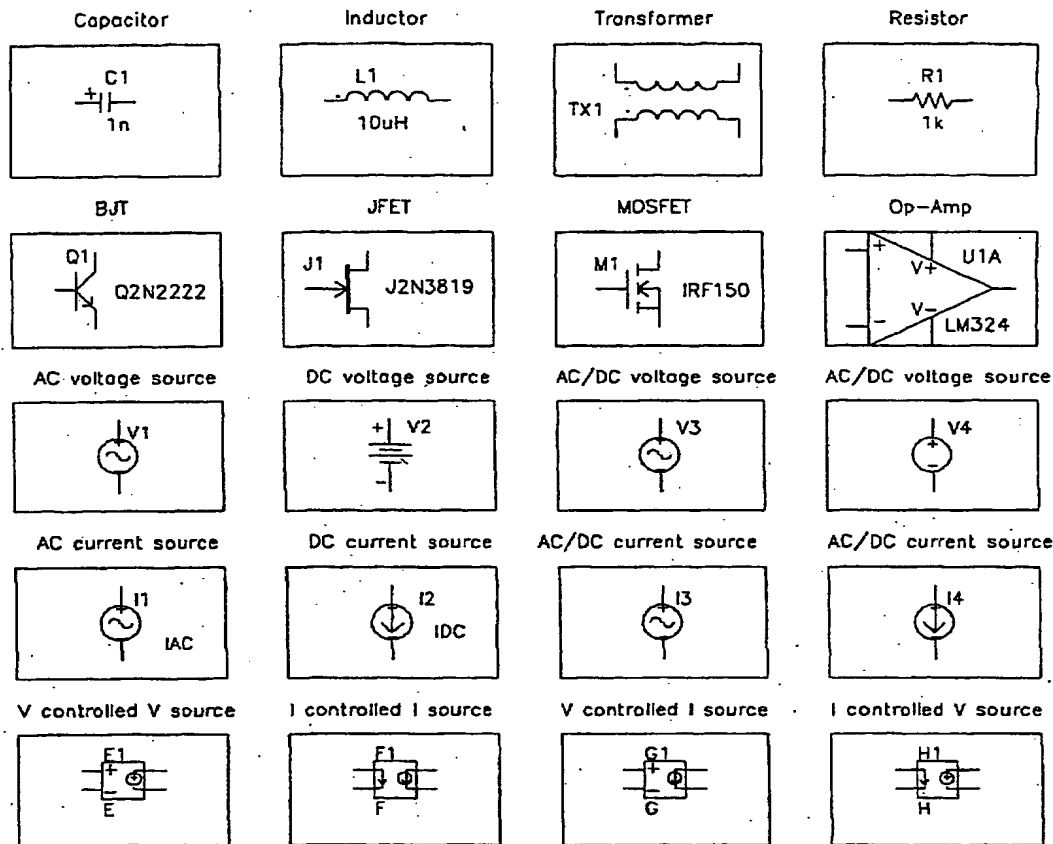 Capacitor
Inductor
Transformer
Resistor
C1
+
1n
L1
10uH
TX1
R1
1k
BJT
JFET
MOSFET
Op-Amp
Q1
Q2N2222
J1
J2N3819
M1
IRF150
+
V+
U1A
-
V-
LM324
AC voltage source
DC voltage source
AC/DC voltage source
AC/DC voltage source
+
V1
-
+
V2
-
+
V3
-
+
V4
-
AC current source
DC current source
AC/DC current source
AC/DC current source
+
I1
IAC
I2
IDC
+
I3
I4
V controlled V source
I controlled I source
V controlled I source
I controlled V source
E1
+
-
E
F1
F
G1
+
-
G
H1
H